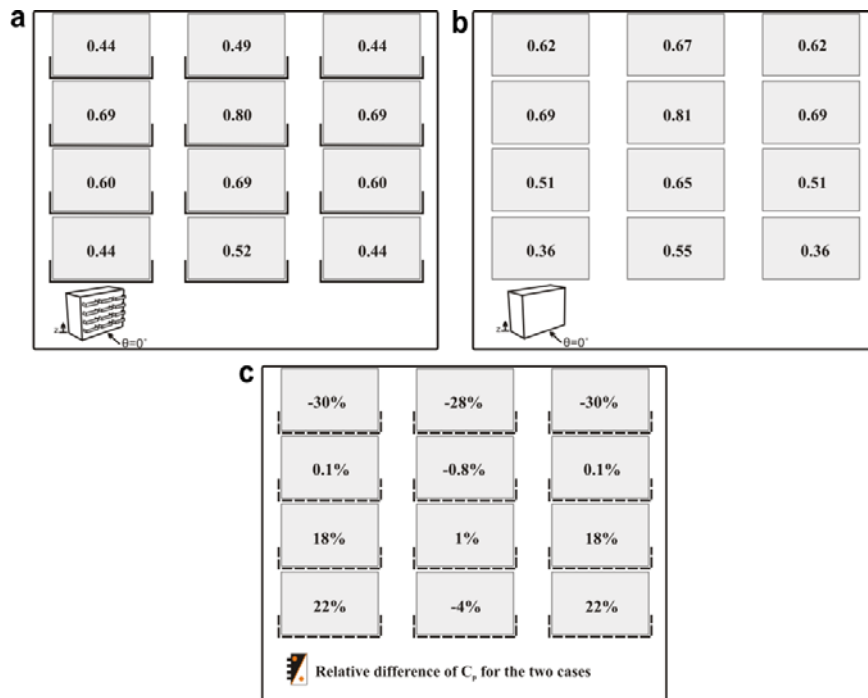 a
0.44 0.49 0.44
0.69 0.80 0.69
0.60 0.69 0.60
0.44 0.52 0.44
z
θ=0°
b
0.62 0.67 0.62
0.69 0.81 0.69
0.51 0.65 0.51
0.36 0.55 0.36
z
θ=0°
c
-30% -28% -30%
0.1% -0.8% 0.1%
18% 1% 18%
22% -4% 22%
Relative difference of Cp for the two cases